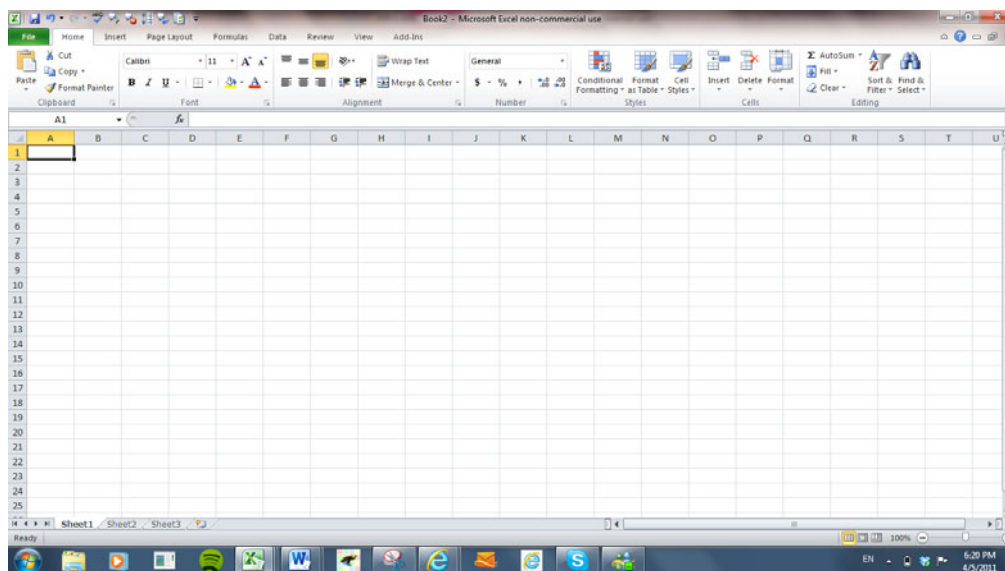 Book2 - Microsoft Excel non-commercial use
File Home Insert Page Layout Formulas Data Review View Add-Ins
Cut Calibri 11 A A Wrap Text General Σ AutoSum
Copy Fill
Paste Format Painter B I U A Merge & Center $ % , Conditional Formatting Format as Table Cell Styles Insert Delete Format Clear Sort & Filter Find & Select
Clipboard Font Alignment Number Styles Cells Editing
A1 fx
A B C D E F G H I J K L M N O P Q R S T U
1
2
3
4
5
6
7
8
9
10
11
12
13
14
15
16
17
18
19
20
21
22
23
24
25
Sheet1 Sheet2 Sheet3
Ready 100%
W S EN 6:20 PM
4/5/2011